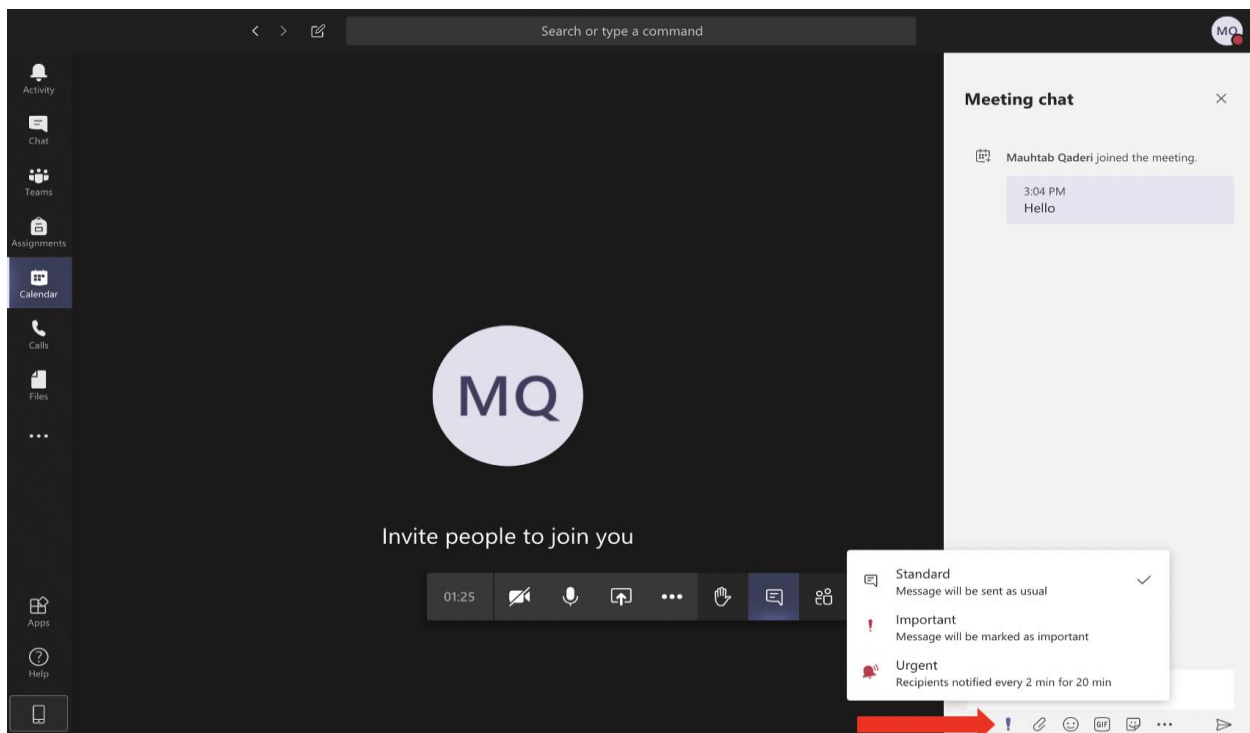 Search or type a command
MQ
Activity
Chat
Teams
Assignments
Calendar
Calls
Files
Apps
Help
MQ
Invite people to join you
01:25
Meeting chat
Mauhtab Qaderi joined the meeting.
3:04 PM
Hello
Standard
Message will be sent as usual
Important
Message will be marked as important
Urgent
Recipients notified every 2 min for 20 min
GIF